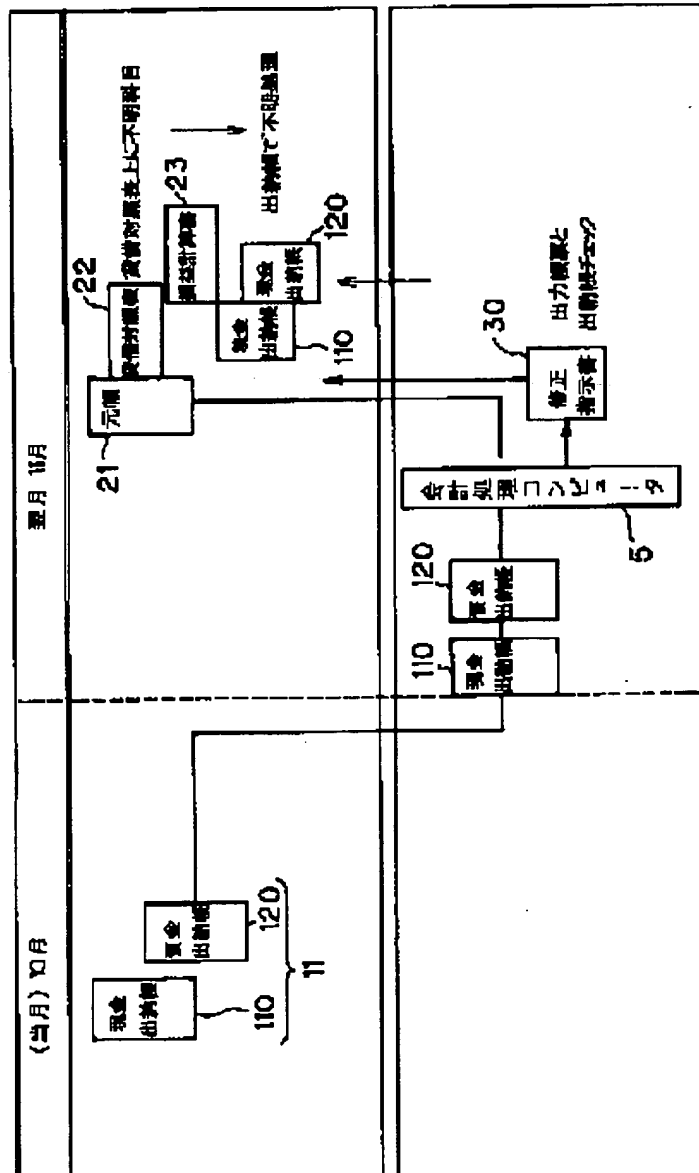 (当月) 10月
翌月 11月
現金
出納帳
110
預金
出納帳
120
11
元帳
21
貸借対照表
22
貸借対照表上に不明科目
損益計算書
23
出納帳で不明処理
出納帳
110
現金
出納帳
120
現金
出納帳
110
預金
出納帳
120
会計処理コンピュータ
5
修正
指示書
30
出力帳票と
出納帳チェック